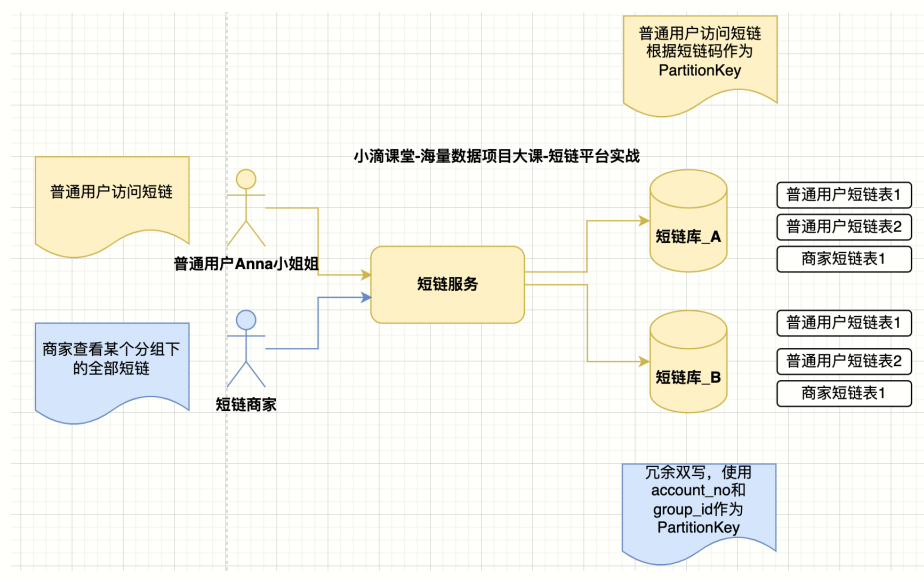 普通用户访问短链
根据短链码作为
PartitionKey
小滴课堂-海量数据项目大课-短链平台实战
普通用户访问短链
普通用户Anna小姐姐
短链服务
短链库_A
普通用户短链表1
普通用户短链表2
商家短链表1
商家查看某个分组下
的全部短链
短链商家
短链库_B
普通用户短链表1
普通用户短链表2
商家短链表1
冗余双写，使用
account_no和
group_id作为
PartitionKey